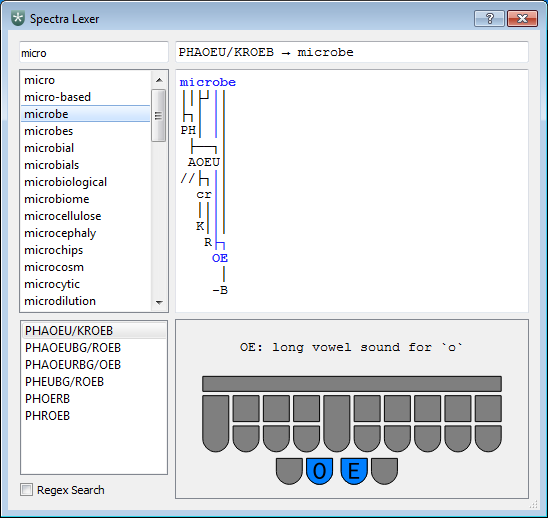 Spectra Lexer
micro
PHAOEU/KROEB → microbe
micro
micro-based
microbe
microbes
microbial
microbials
microbiological
microbiome
microcellulose
microcephaly
microchips
microcosm
microcytic
microdilution
microbe
PH
AOEU
//
cr
K
R
OE
-B
PHAOEU/KROEB
PHAOEUBG/ROEB
PHAOEURBG/OEB
PHEUBG/ROEB
PHOERB
PHROEB
Regex Search
OE: long vowel sound for `o`
O E